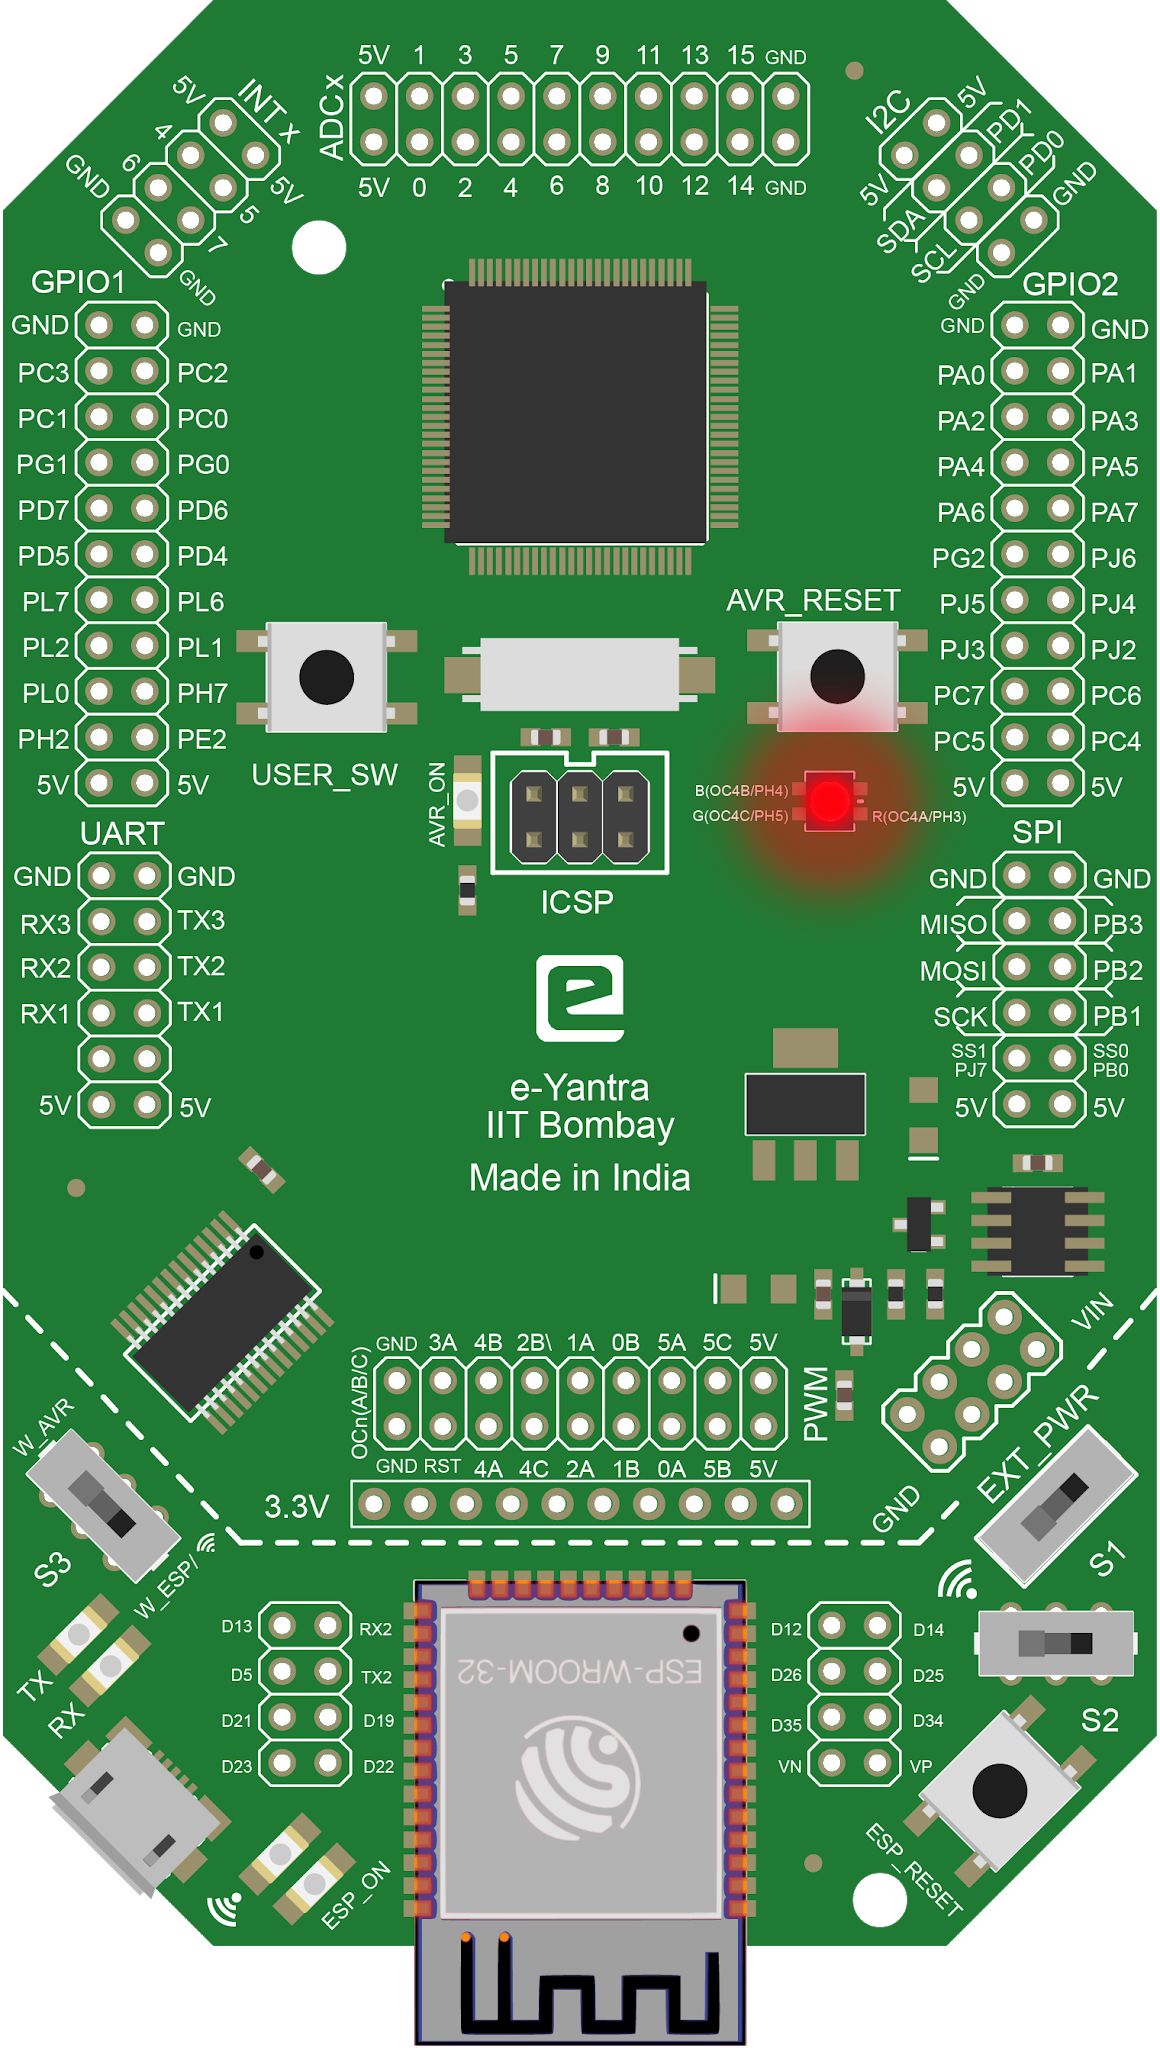 5V 1 3 5 7 9 11 13 15 GND
ADCx
5V 0 2 4 6 8 10 12 14 GND
INTx
5V 4 6 GND
5V 5 7 GND
I2C
5V PD1 PD0 GND
5V SDA SCL GND
GPIO1
GND GND
PC3 PC2
PC1 PC0
PG1 PG0
PD7 PD6
PD5 PD4
PL7 PL6
PL2 PL1
PL0 PH7
PH2 PE2
5V 5V
GPIO2
GND GND
PA0 PA1
PA2 PA3
PA4 PA5
PA6 PA7
PG2 PJ6
PJ5 PJ4
PJ3 PJ2
PC7 PC6
PC5 PC4
5V 5V
AVR_RESET
USER_SW
AVR_ON
ICSP
B(OC4B/PH4)
G(OC4C/PH5)
R(OC4A/PH3)
UART
GND GND
RX3 TX3
RX2 TX2
RX1 TX1
5V 5V
SPI
GND GND
MISO PB3
MOSI PB2
SCK PB1
SS1 SS0
PJ7 PB0
5V 5V
e-Yantra
IIT Bombay
Made in India
GND 3A 4B 2B\ 1A 0B 5A 5C 5V
OCn(A/B/C)
PWM
GND RST 4A 4C 2A 1B 0A 5B 5V
3.3V
VIN
GND
EXT_PWR
S1
W_AVR
S3
W_ESP/
S2
TX
RX
D13 RX2
D5 TX2
D21 D19
D23 D22
D12 D14
D26 D25
D35 D34
VN VP
ESP-WROOM-32
ESP_ON
ESP_RESET